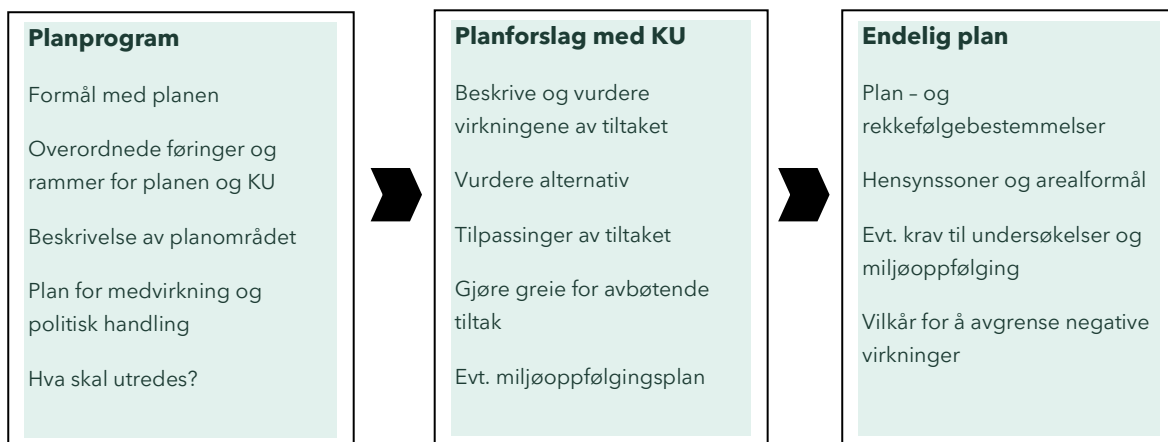 Planprogram
Formål med planen
Overordnede føringer og
rammer for planen og KU
Beskrivelse av planområdet
Plan for medvirkning og
politisk handling
Hva skal utredes?
Planforslag med KU
Beskrive og vurdere
virkningene av tiltaket
Vurdere alternativ
Tilpassinger av tiltaket
Gjøre greie for avbøtende
tiltak
Evt. miljøoppfølgingsplan
Endelig plan
Plan – og
rekkefølgebestemmelser
Hensynssoner og arealformål
Evt. krav til undersøkelser og
miljøoppfølging
Vilkår for å avgrense negative
virkninger